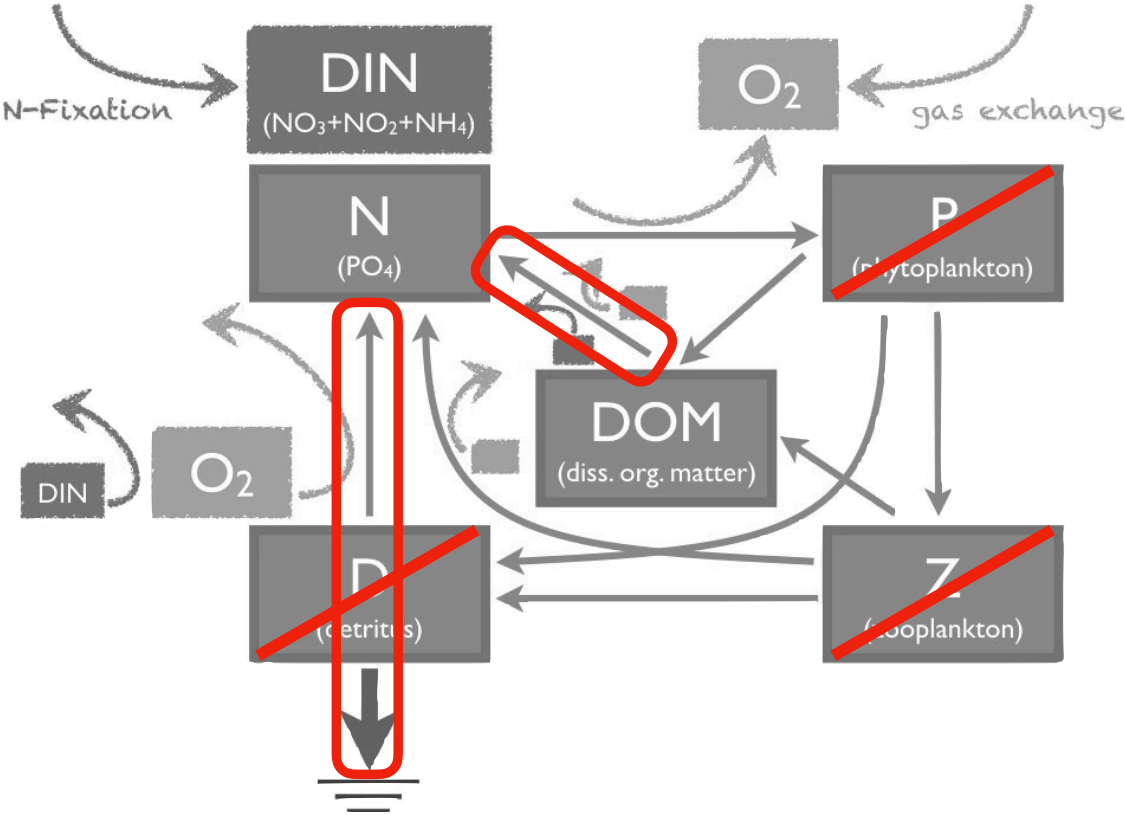 DIN
(NO₃+NO₂+NH₄)
O₂
N-Fixation
gas exchange
N
(PO₄)
P
(phytoplankton)
DOM
(diss. org. matter)
DIN
O₂
D
(detritus)
Z
(zooplankton)